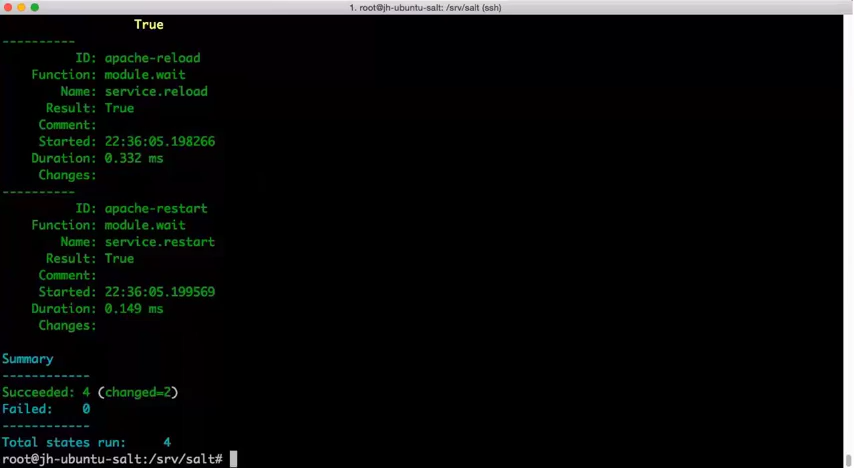 1. root@jh-ubuntu-salt: /srv/salt (ssh)
True
----------
ID: apache-reload
Function: module.wait
Name: service.reload
Result: True
Comment:
Started: 22:36:05.198266
Duration: 0.332 ms
Changes:
----------
ID: apache-restart
Function: module.wait
Name: service.restart
Result: True
Comment:
Started: 22:36:05.199569
Duration: 0.149 ms
Changes:
Summary
------------
Succeeded: 4 (changed=2)
Failed:    0
------------
Total states run:     4
root@jh-ubuntu-salt:/srv/salt#